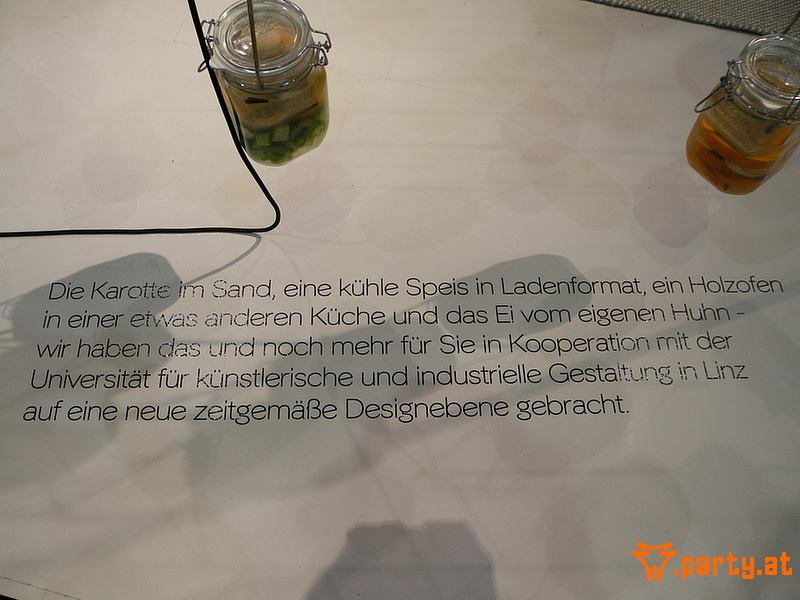 Die Karotte im Sand, eine kühle Speis in Ladenformat, ein Holzofen
in einer etwas anderen Küche und das Ei vom eigenen Huhn -
wir haben das und noch mehr für Sie in Kooperation mit der
Universität für künstlerische und industrielle Gestaltung in Linz
auf eine neue zeitgemäße Designebene gebracht.
w.party.at